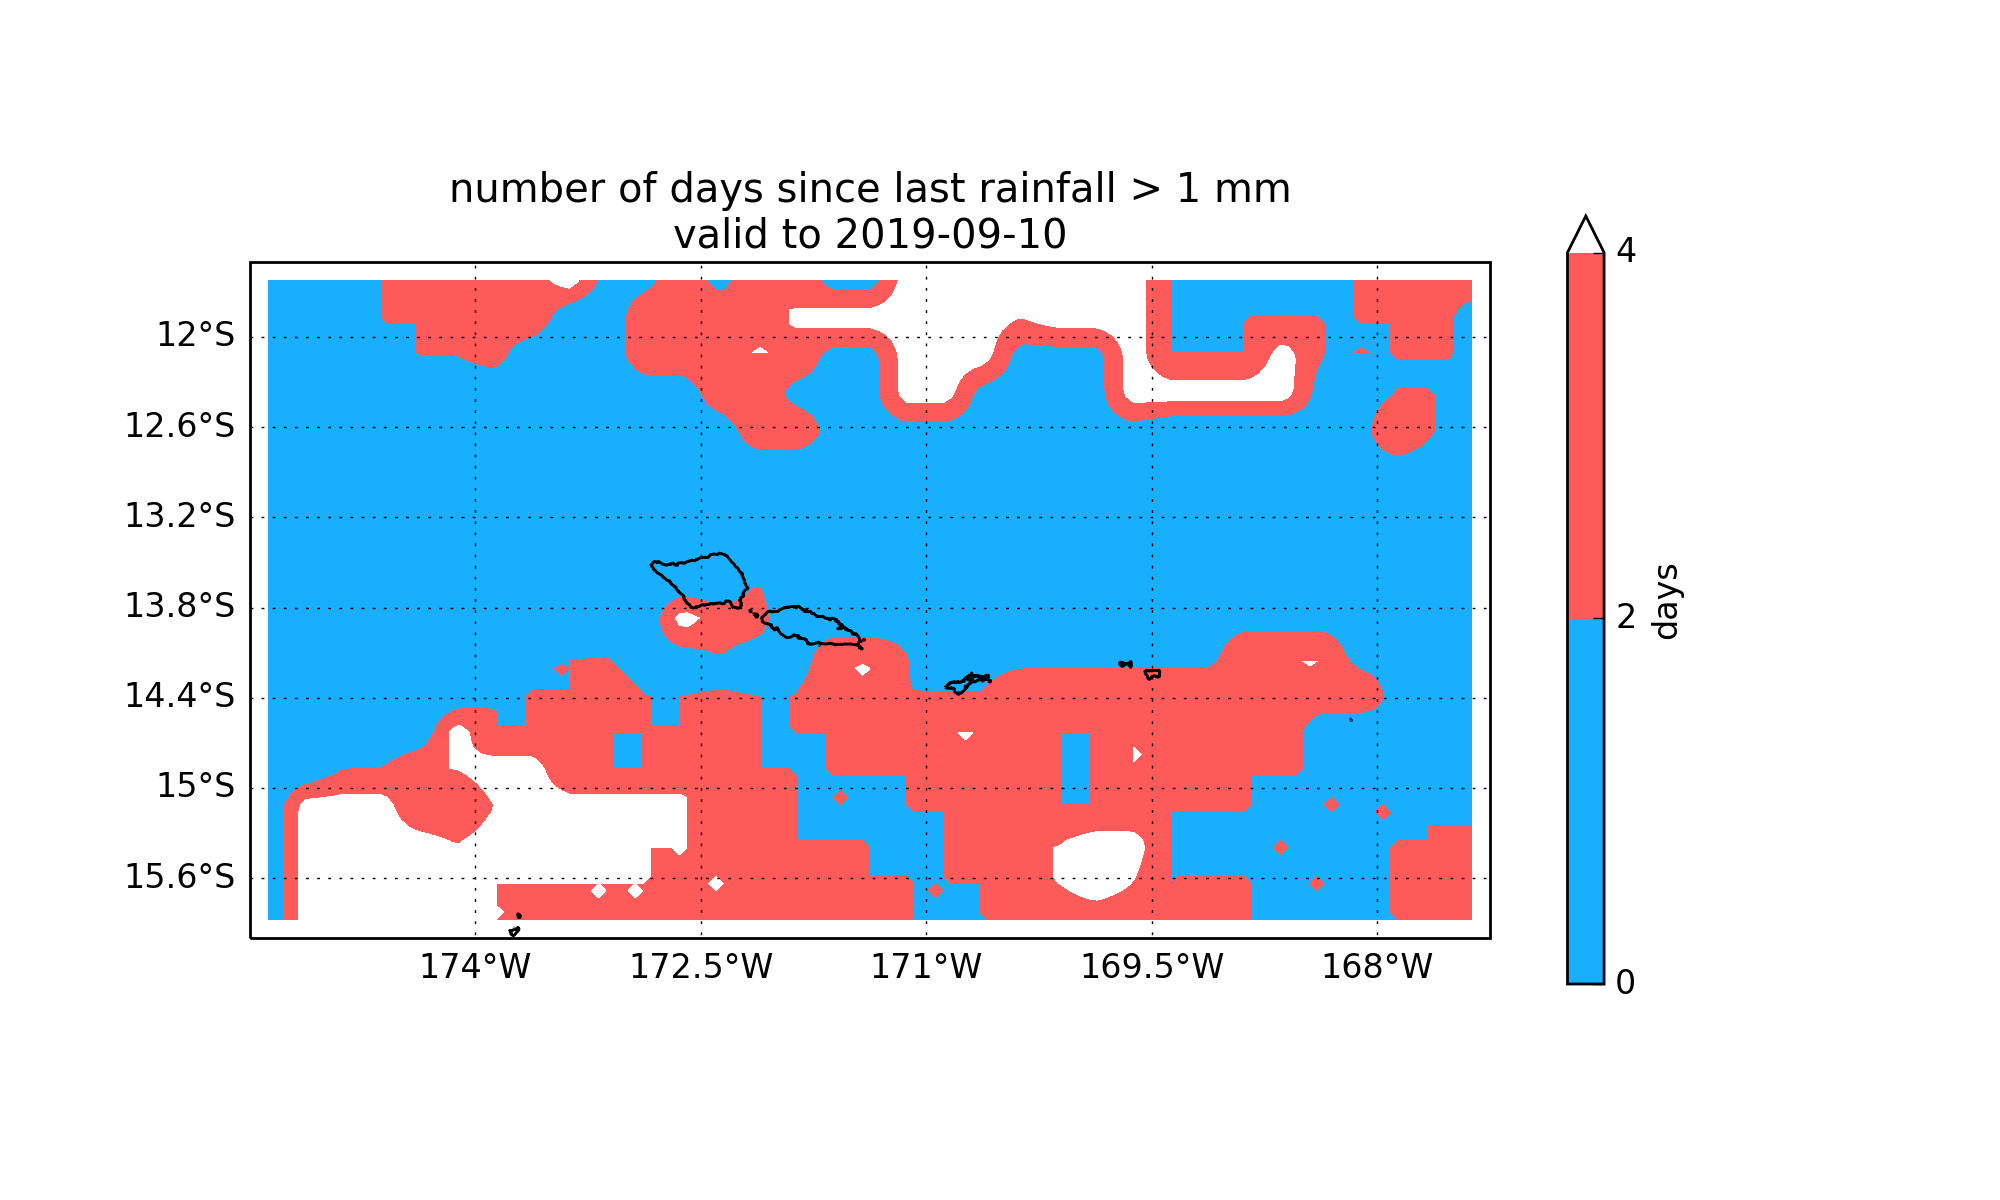 number of days since last rainfall > 1 mm
valid to 2019-09-10
12°S
12.6°S
13.2°S
13.8°S
14.4°S
15°S
15.6°S
174°W 172.5°W 171°W 169.5°W 168°W
4
2
0
days